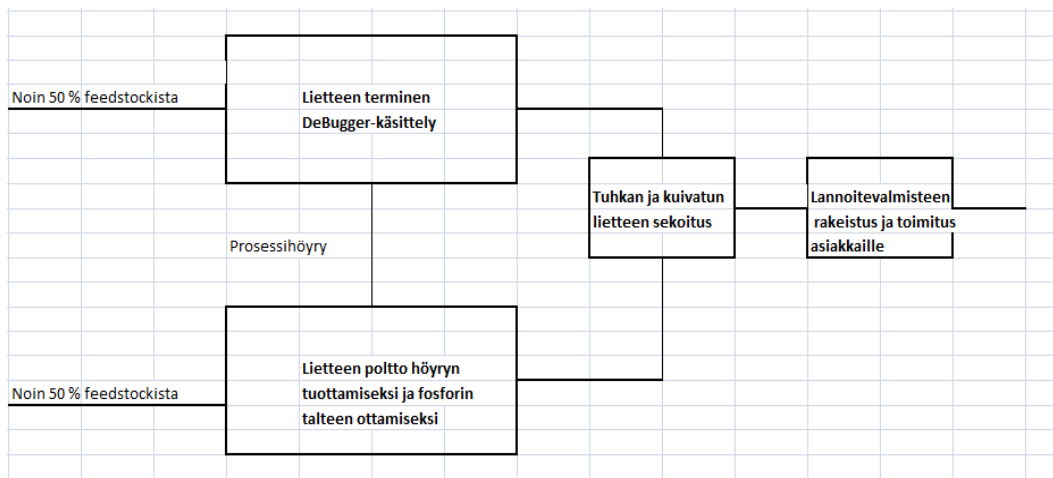 Noin 50 % feedstockista
Lietteen terminen
DeBugger-käsittely
Tuhkan ja kuivatun
lietteen sekoitus
Lannoitevalmisteen
rakeistus ja toimitus
asiakkaille
Prosessihöyry
Noin 50 % feedstockista
Lietteen poltto höyryn
tuottamiseksi ja fosforin
talteen ottamiseksi